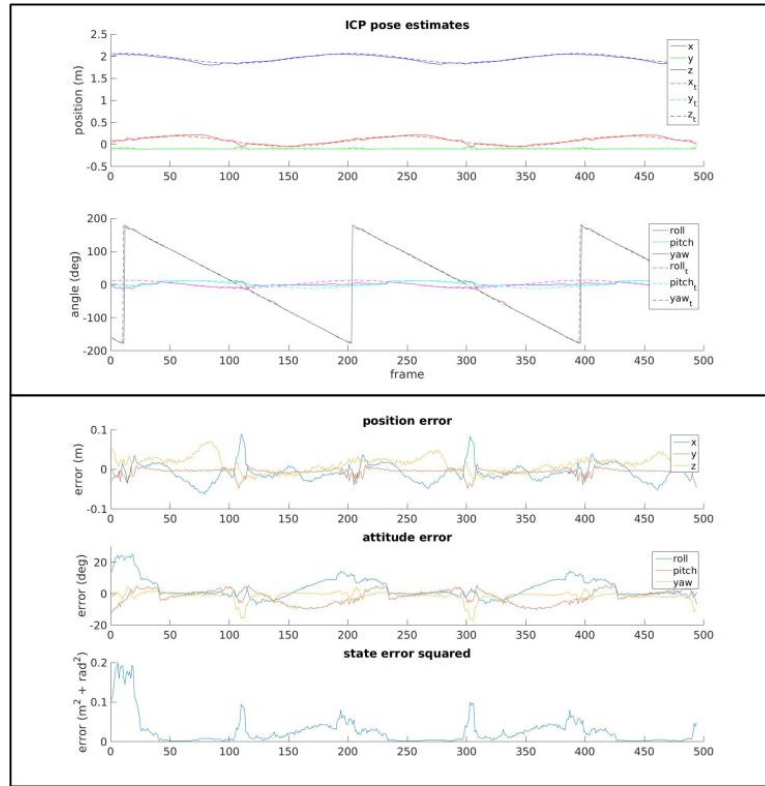 ICP pose estimates
position (m)
2.5
2
1.5
1
0.5
0
-0.5
0 50 100 150 200 250 300 350 400 450 500
x
y
z
x_t
y_t
z_t
angle (deg)
200
100
0
-100
-200
0 50 100 150 200 250 300 350 400 450 500
frame
roll
pitch
yaw
roll_t
pitch_t
yaw_t
position error
error (m)
0.1
0
-0.1
0 50 100 150 200 250 300 350 400 450 500
x
y
z
attitude error
error (deg)
20
0
-20
0 50 100 150 200 250 300 350 400 450 500
roll
pitch
yaw
state error squared
error (m² + rad²)
0.2
0.1
0
0 50 100 150 200 250 300 350 400 450 500